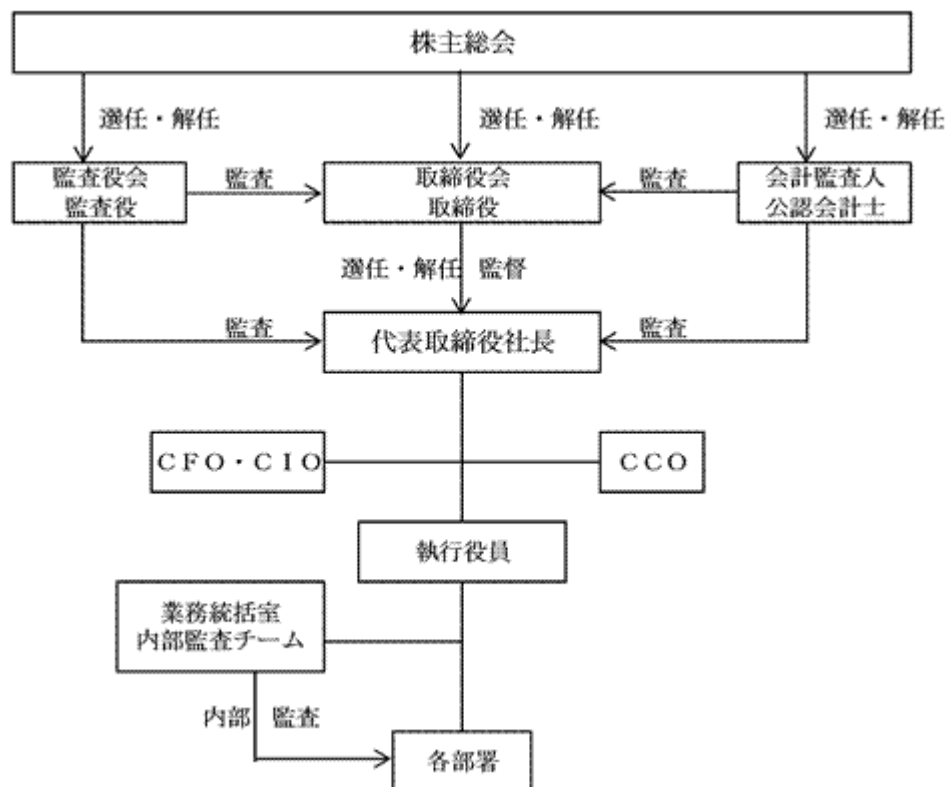 株主総会
選任・解任
選任・解任
選任・解任
監査役会
監査役
監査
取締役会
取締役
監査
会計監査人
公認会計士
選任・解任 監督
監査
代表取締役社長
監査
ＣＦＯ・ＣＩＯ
ＣＣＯ
執行役員
業務統括室
内部監査チーム
内部 監査
各部署